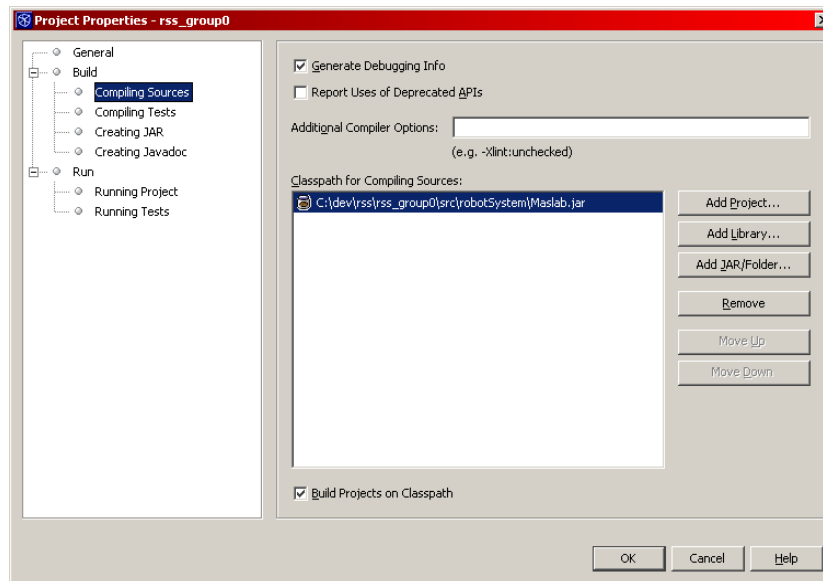 Project Properties - rss_group0
General
Build
Compiling Sources
Compiling Tests
Creating JAR
Creating Javadoc
Run
Running Project
Running Tests
Generate Debugging Info
Report Uses of Deprecated APIs
Additional Compiler Options:
(e.g. -Xlint:unchecked)
Classpath for Compiling Sources:
C:\dev\rss\rss_group0\src\robotSystem\Maslab.jar
Add Project...
Add Library...
Add JAR/Folder...
Remove
Move Up
Move Down
Build Projects on Classpath
OK
Cancel
Help